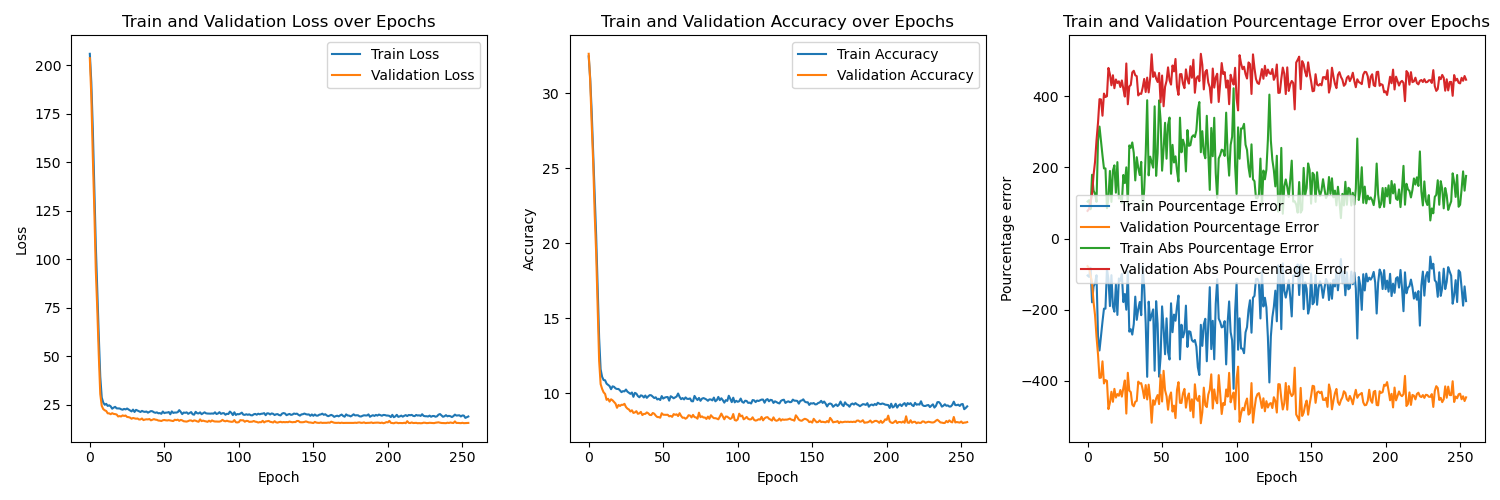 Train and Validation Loss over Epochs
Train Loss
Validation Loss
200
175
150
125
100
75
50
25
Loss
0
50
100
150
200
250
Epoch
Train and Validation Accuracy over Epochs
Train Accuracy
Validation Accuracy
30
25
20
15
10
Accuracy
0
50
100
150
200
250
Epoch
Train and Validation Pourcentage Error over Epochs
400
200
0
−200
−400
Pourcentage error
Train Pourcentage Error
Validation Pourcentage Error
Train Abs Pourcentage Error
Validation Abs Pourcentage Error
0
50
100
150
200
250
Epoch